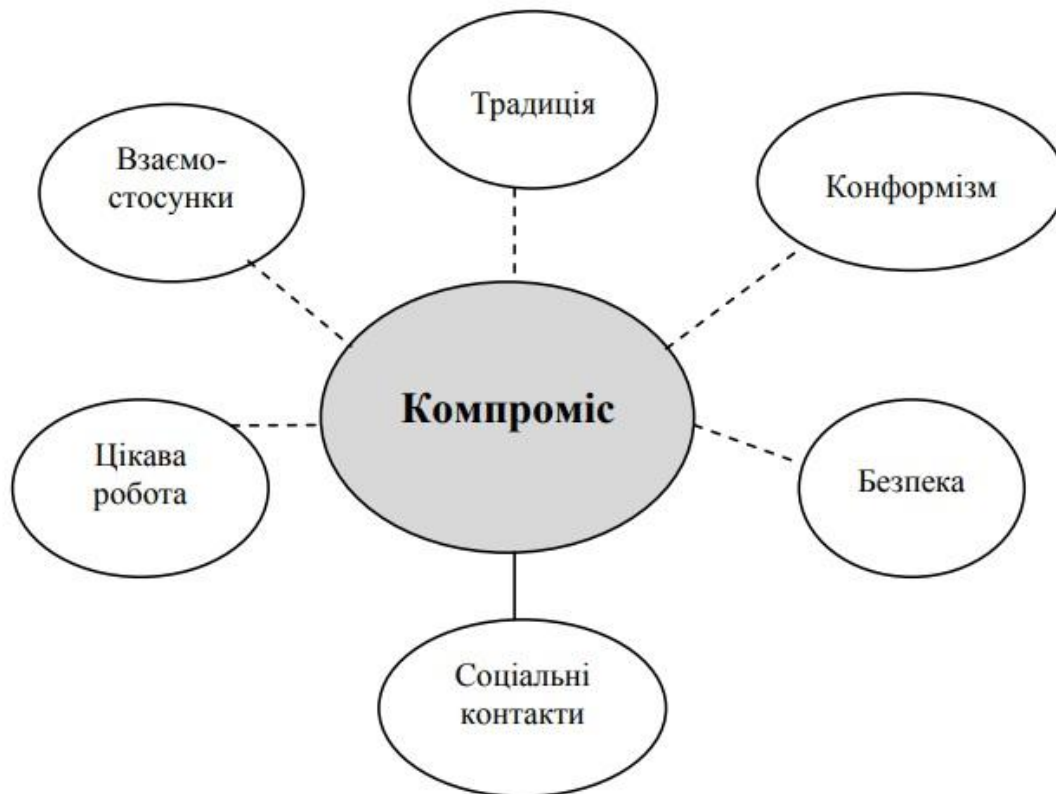 Традиція
Взаємо-
стосунки
Конформізм
Компроміс
Цікава
робота
Безпека
Соціальні
контакти